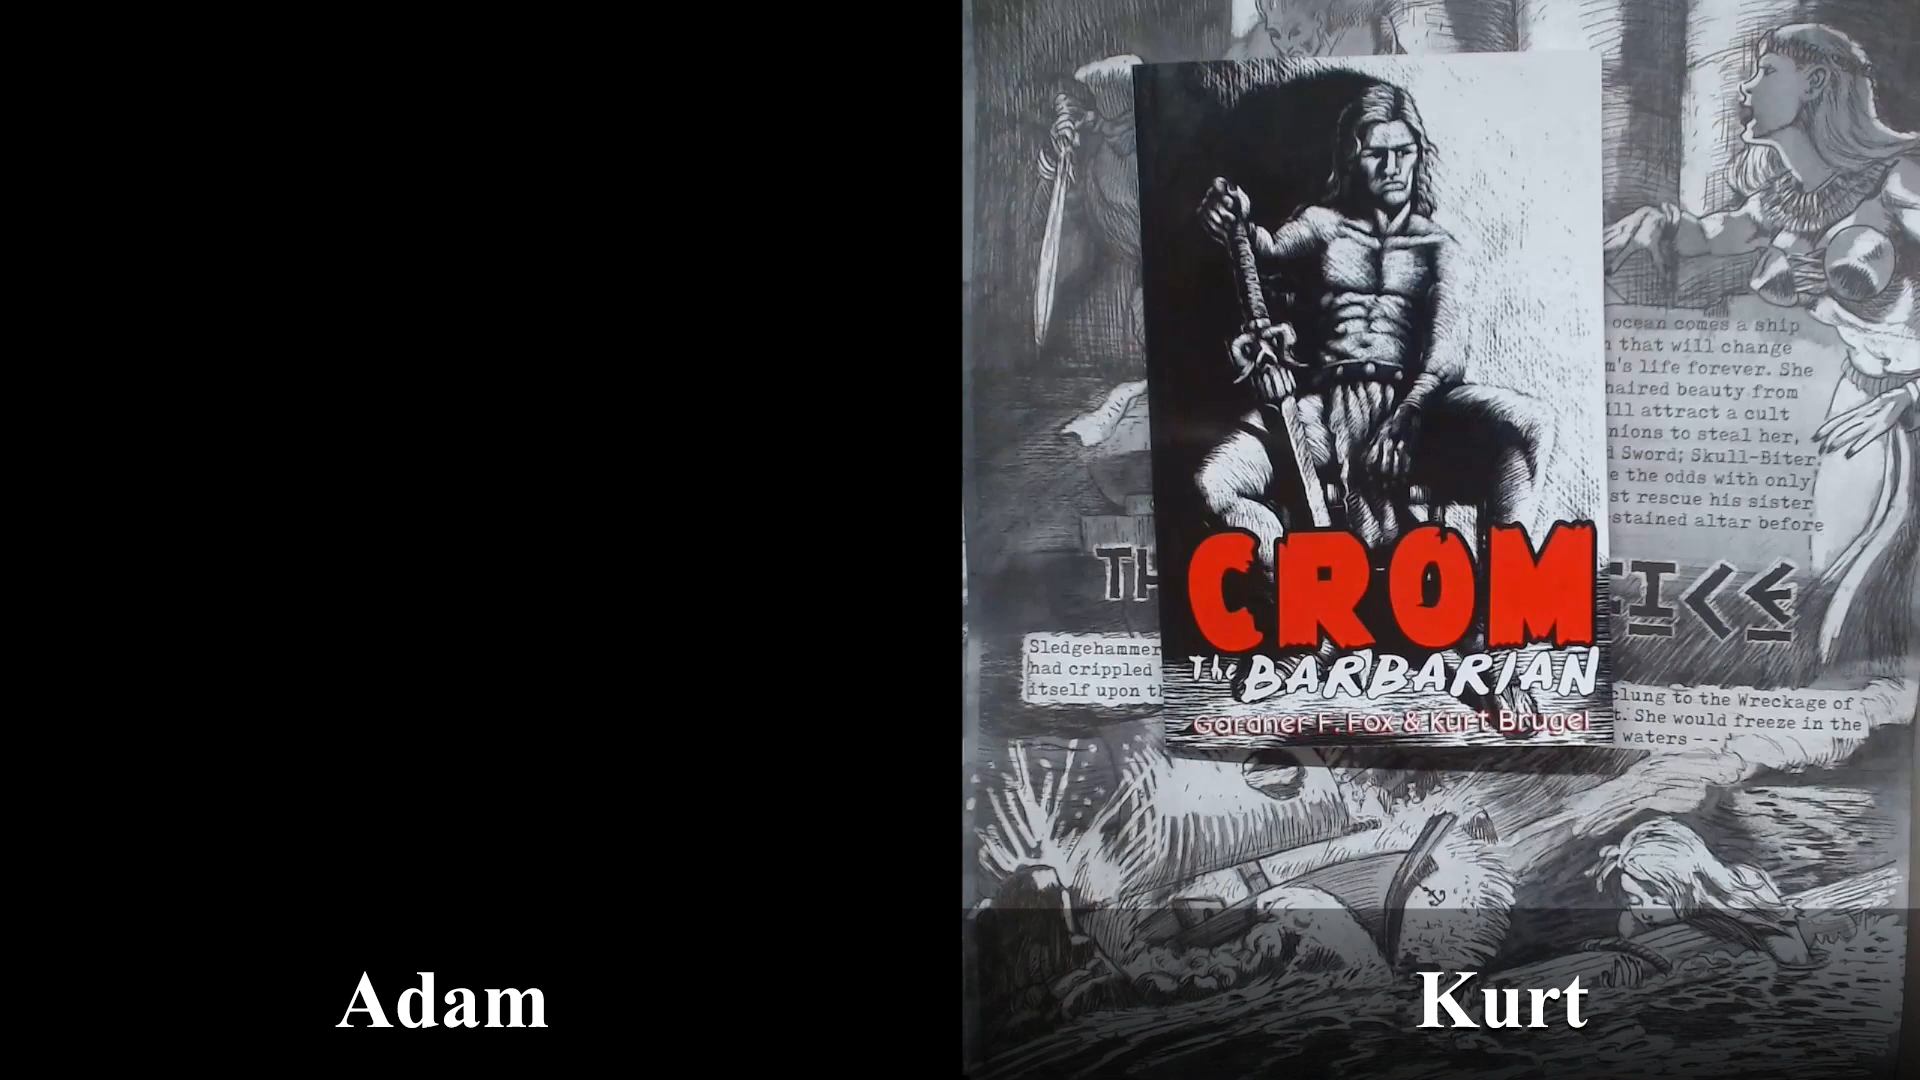 ocean comes a ship
that will change
m's life forever. She
haired beauty from
ill attract a cult
nions to steal her,
d Sword; Skull-Biter.
e the odds with only
st rescue his sister
stained altar before
CROM
The BARBARIAN
Gardner F. Fox & Kurt Brugel
TH
ICE
Sledgehammer
had crippled
itself upon th
clung to the Wreckage of
t. She would freeze in the
waters - -
Adam
Kurt